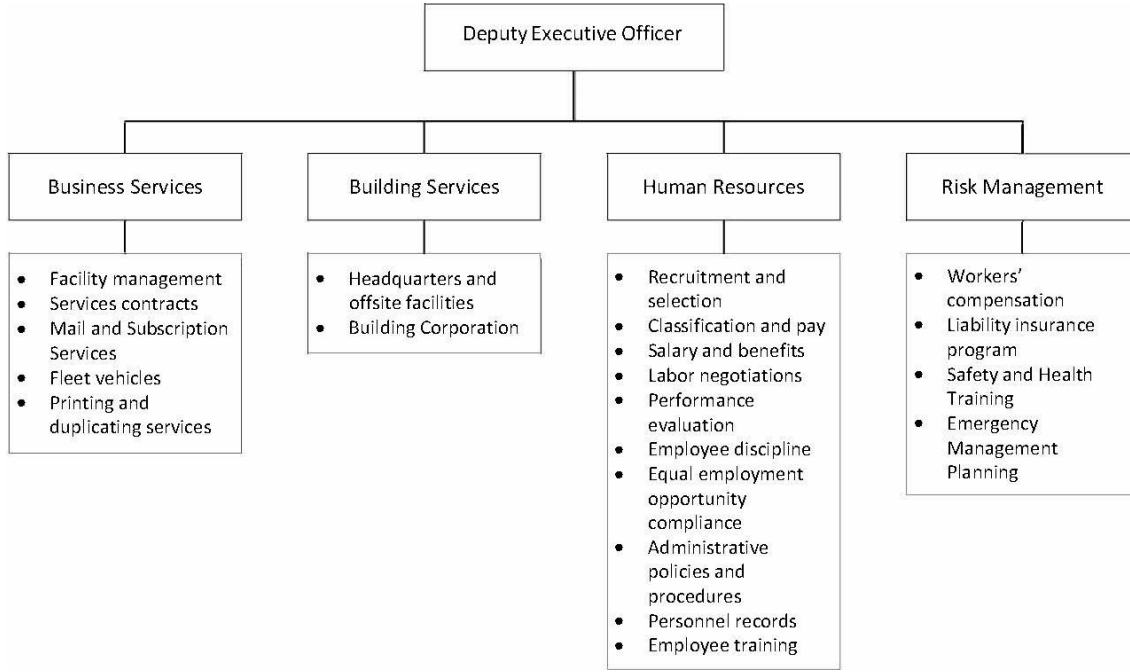 Deputy Executive Officer
Business Services
Building Services
Human Resources
Risk Management
• Facility management
• Services contracts
• Mail and Subscription
Services
• Fleet vehicles
• Printing and
duplicating services
• Headquarters and
offsite facilities
• Building Corporation
• Recruitment and
selection
• Classification and pay
• Salary and benefits
• Labor negotiations
• Performance
evaluation
• Employee discipline
• Equal employment
opportunity
compliance
• Administrative
policies and
procedures
• Personnel records
• Employee training
• Workers’
compensation
• Liability insurance
program
• Safety and Health
Training
• Emergency
Management
Planning